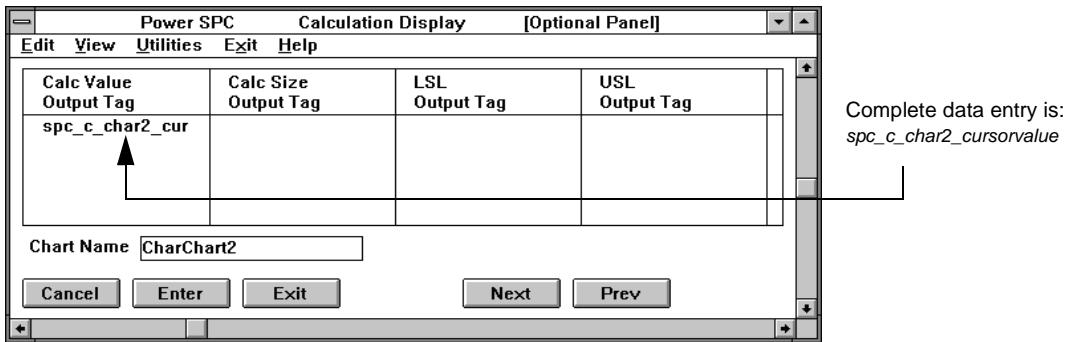 Power SPC Calculation Display [Optional Panel]
Edit View Utilities Exit Help
Calc Value Output Tag
Calc Size Output Tag
LSL Output Tag
USL Output Tag
spc_c_char2_cur
Complete data entry is:
spc_c_char2_cursorvalue
Chart Name CharChart2
Cancel Enter Exit Next Prev